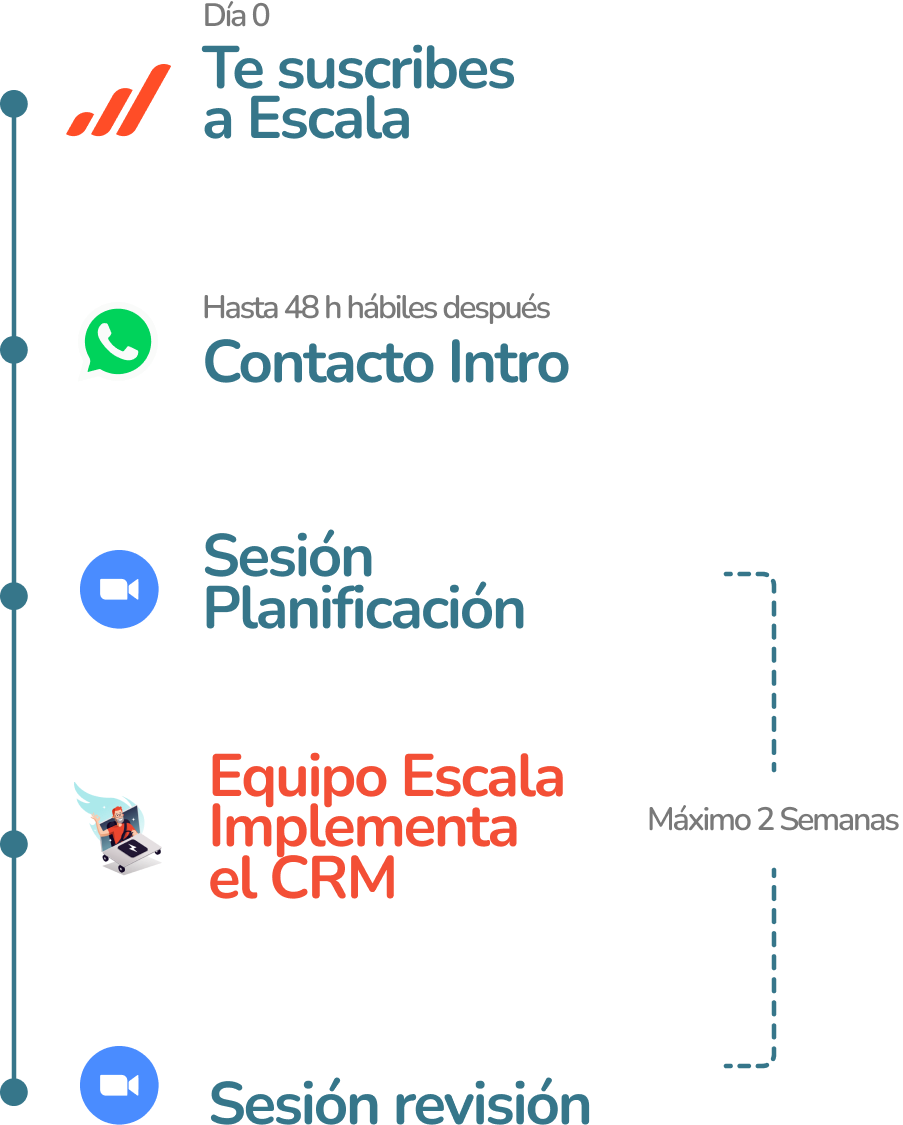 Día 0
Te suscribes
a Escala
Hasta 48 h hábiles después
Contacto Intro
Sesión
Planificación
Equipo Escala
Implementa
el CRM
Máximo 2 Semanas
Sesión revisión